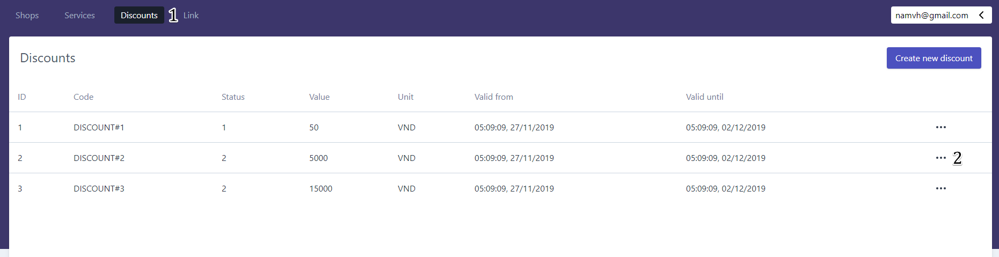 Shops Services Discounts 1 Link namvh@gmail.com
Discounts Create new discount
ID Code Status Value Unit Valid from Valid until
1 DISCOUNT#1 1 50 VND 05:09:09, 27/11/2019 05:09:09, 02/12/2019
2 DISCOUNT#2 2 5000 VND 05:09:09, 27/11/2019 05:09:09, 02/12/2019 ••• 2
3 DISCOUNT#3 2 15000 VND 05:09:09, 27/11/2019 05:09:09, 02/12/2019